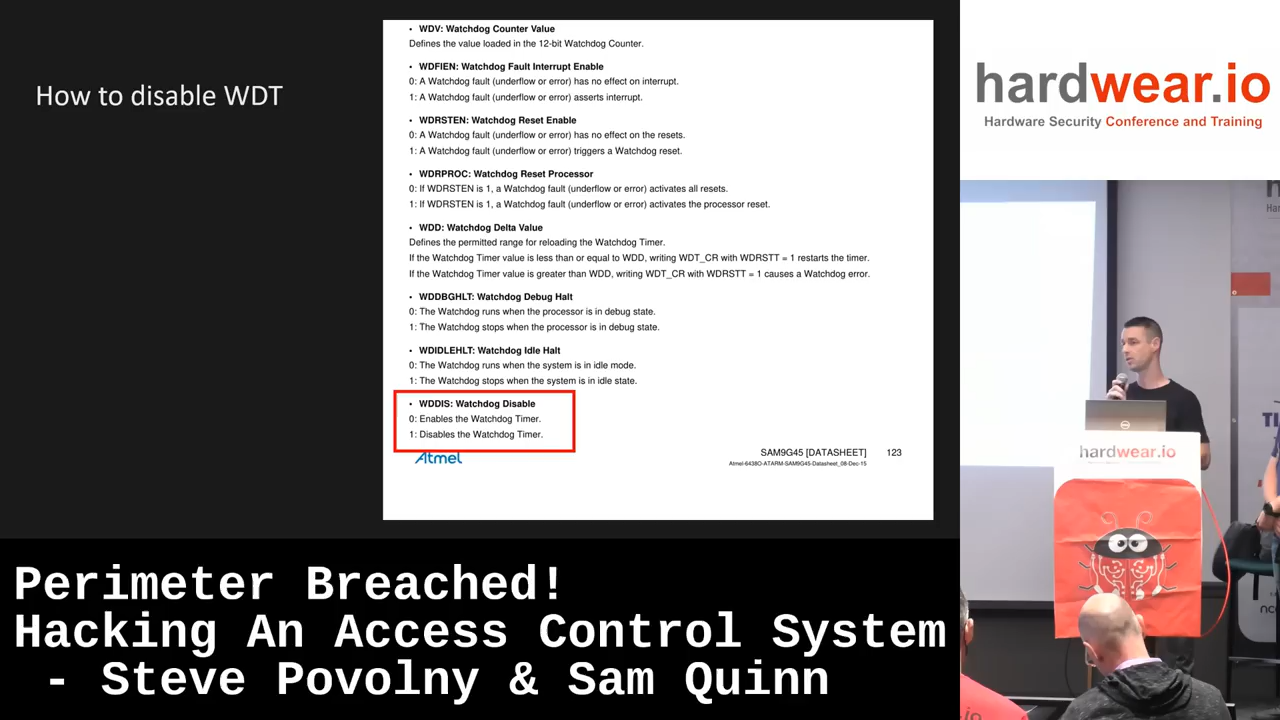 How to disable WDT
• WDV: Watchdog Counter Value
Defines the value loaded in the 12-bit Watchdog Counter.
• WDFIEN: Watchdog Fault Interrupt Enable
0: A Watchdog fault (underflow or error) has no effect on interrupt.
1: A Watchdog fault (underflow or error) asserts interrupt.
• WDRSTEN: Watchdog Reset Enable
0: A Watchdog fault (underflow or error) has no effect on the resets.
1: A Watchdog fault (underflow or error) triggers a Watchdog reset.
• WDRPROC: Watchdog Reset Processor
0: If WDRSTEN is 1, a Watchdog fault (underflow or error) activates all resets.
1: If WDRSTEN is 1, a Watchdog fault (underflow or error) activates the processor reset.
• WDD: Watchdog Delta Value
Defines the permitted range for reloading the Watchdog Timer.
If the Watchdog Timer value is less than or equal to WDD, writing WDT_CR with WDRSTT = 1 restarts the timer.
If the Watchdog Timer value is greater than WDD, writing WDT_CR with WDRSTT = 1 causes a Watchdog error.
• WDDBGHLT: Watchdog Debug Halt
0: The Watchdog runs when the processor is in debug state.
1: The Watchdog stops when the processor is in debug state.
• WDIDLEHLT: Watchdog Idle Halt
0: The Watchdog runs when the system is in idle mode.
1: The Watchdog stops when the system is in idle state.
• WDDIS: Watchdog Disable
0: Enables the Watchdog Timer.
1: Disables the Watchdog Timer.
Atmel
SAM9G45 [DATASHEET] 123
Atmel-6438O-ATARM-SAM9G45-Datasheet_08-Dec-15
hardwear.io
Hardware Security Conference and Training
hardwear.io
Perimeter Breached!
Hacking An Access Control System
- Steve Povolny & Sam Quinn